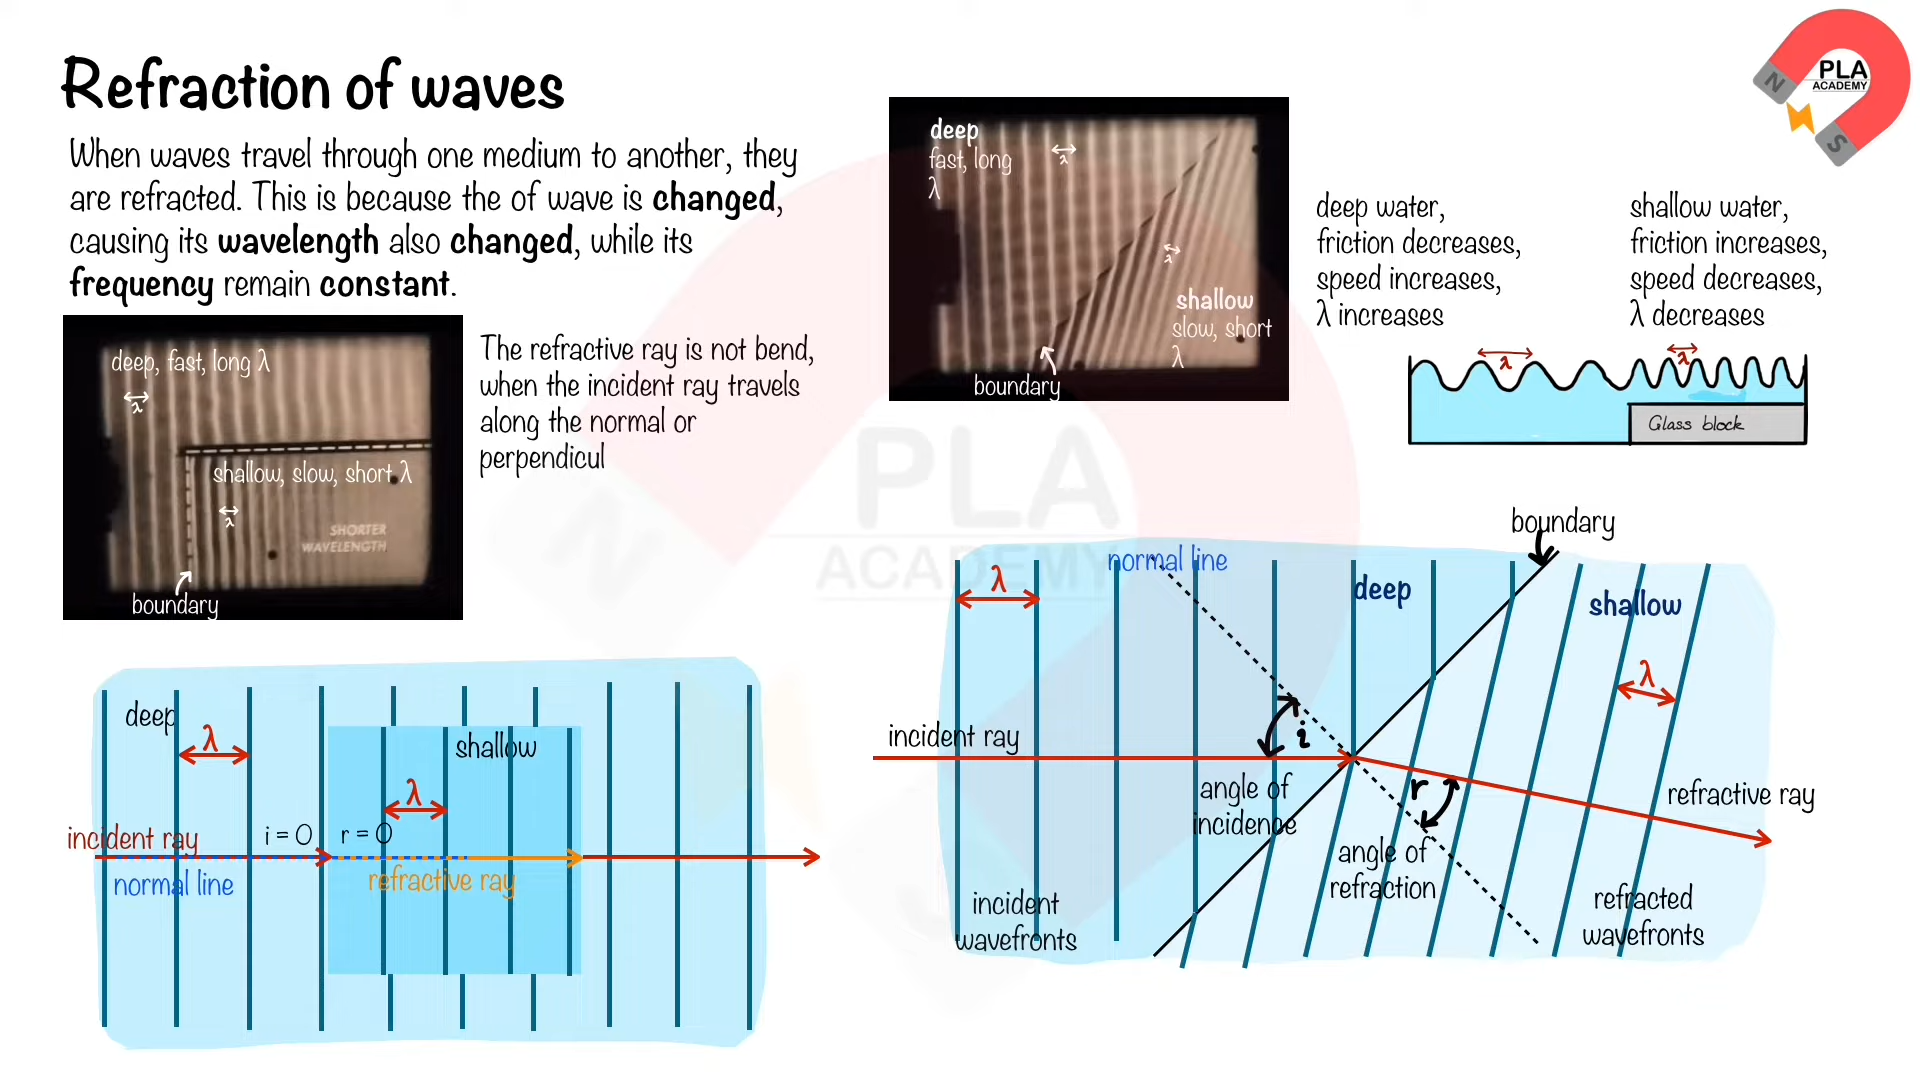 Refraction of waves
When waves travel through one medium to another, they
are refracted. This is because the of wave is changed,
causing its wavelength also changed, while its
frequency remain constant.
deep, fast, long λ
λ
shallow, slow, short λ
λ
SHORTER
WAVELENGTH
boundary
The refractive ray is not bend,
when the incident ray travels
along the normal or
perpendicul
deep
fast, long
λ
λ
λ
shallow
slow, short
λ
boundary
N
PLA
ACADEMY
S
deep water,
friction decreases,
speed increases,
λ increases
shallow water,
friction increases,
speed decreases,
λ decreases
λ
λ
Glass block
N
PLA
ACADEMY
deep
λ
shallow
λ
incident ray
i = 0
r = 0
normal line
refractive ray
boundary
normal line
λ
deep
shallow
λ
incident ray
i
angle of
incidence
r
refractive ray
angle of
refraction
incident
wavefronts
refracted
wavefronts